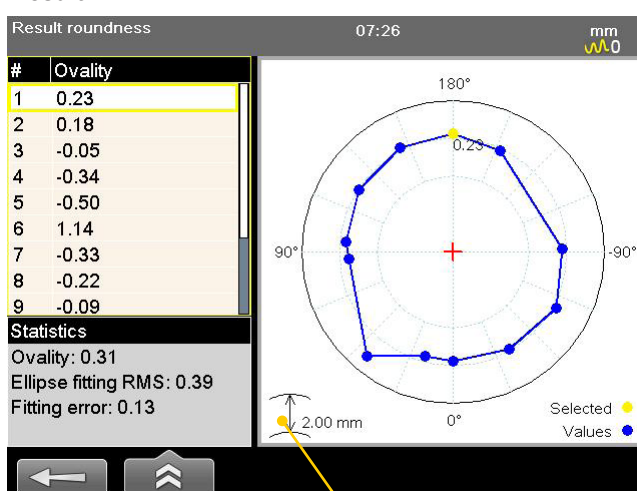 Result roundness 07:26 mm
0
# Ovality
1 0.23
2 0.18
3 -0.05
4 -0.34
5 -0.50
6 1.14
7 -0.33
8 -0.22
9 -0.09
Statistics
Ovality: 0.31
Ellipse fitting RMS: 0.39
Fitting error: 0.13
180°
0.23
90°
-90°
0°
2.00 mm
Selected
Values